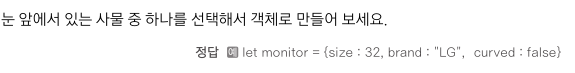 눈 앞에서 있는 사물 중 하나를 선택해서 객체로 만들어 보세요.
정답 예 let monitor = {size : 32, brand : "LG", curved : false}